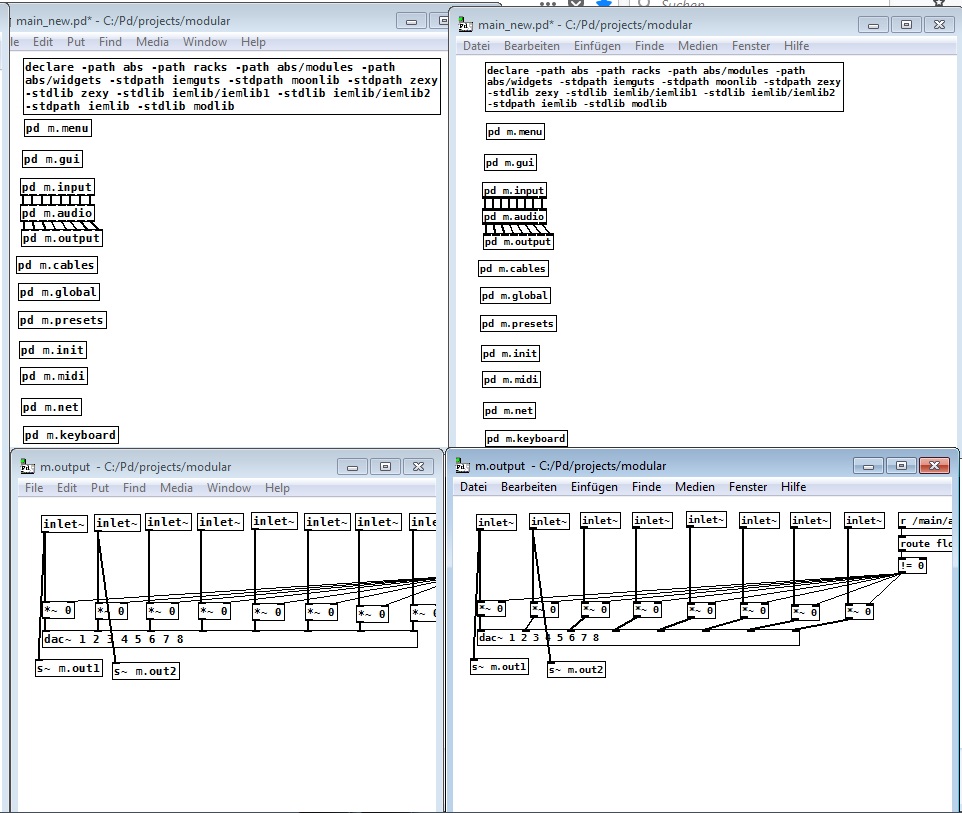 Suchen
main_new.pd* - C:/Pd/projects/modular
le Edit Put Find Media Window Help
declare -path abs -path racks -path abs/modules -path
abs/widgets -stdpath iemguts -stdpath moonlib -stdpath zexy
-stdlib zexy -stdlib iemlib/iemlib1 -stdlib iemlib/iemlib2
-stdpath iemlib -stdlib modlib
pd m.menu
pd m.gui
pd m.input
pd m.audio
pd m.output
pd m.cables
pd m.global
pd m.presets
pd m.init
pd m.midi
pd m.net
pd m.keyboard
main_new.pd* - C:/Pd/projects/modular
Datei Bearbeiten Einfügen Finde Medien Fenster Hilfe
declare -path abs -path racks -path abs/modules -path
abs/widgets -stdpath iemguts -stdpath moonlib -stdpath zexy
-stdlib zexy -stdlib iemlib/iemlib1 -stdlib iemlib/iemlib2
-stdpath iemlib -stdlib modlib
pd m.menu
pd m.gui
pd m.input
pd m.audio
pd m.output
pd m.cables
pd m.global
pd m.presets
pd m.init
pd m.midi
pd m.net
pd m.keyboard
m.output - C:/Pd/projects/modular
File Edit Put Find Media Window Help
inlet~ inlet~ inlet~ inlet~ inlet~ inlet~ inlet~ inle
*~ 0 *~ 0 *~ 0 *~ 0 *~ 0 *~ 0 *~ 0 *~ 0
dac~ 1 2 3 4 5 6 7 8
s~ m.out1 s~ m.out2
m.output - C:/Pd/projects/modular
Datei Bearbeiten Einfügen Finde Medien Fenster Hilfe
inlet~ inlet~ inlet~ inlet~ inlet~ inlet~ inlet~ inlet~ r /main/a
route flo
!= 0
*~ 0 *~ 0 *~ 0 *~ 0 *~ 0 *~ 0 *~ 0 *~ 0
dac~ 1 2 3 4 5 6 7 8
s~ m.out1 s~ m.out2